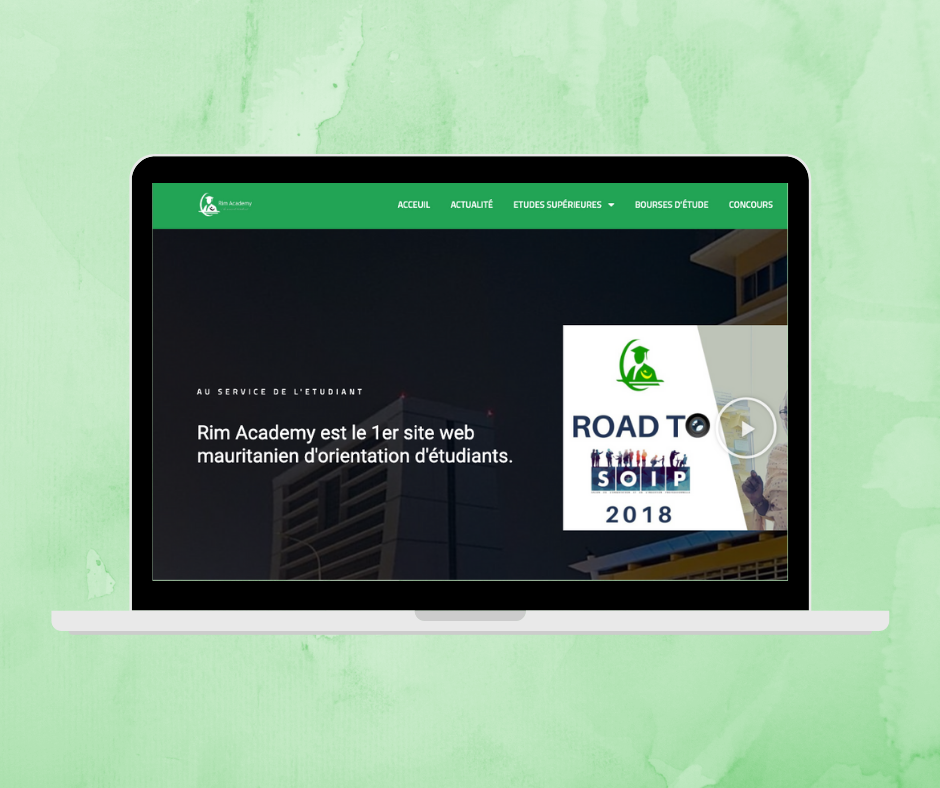 Rim Academy
ACCEUIL
ACTUALITÉ
ETUDES SUPÉRIEURES
BOURSES D'ÉTUDE
CONCOURS
AU SERVICE DE L'ETUDIANT
Rim Academy est le 1er site web
mauritanien d'orientation d'étudiants.
ROAD TO
SOIP
2018